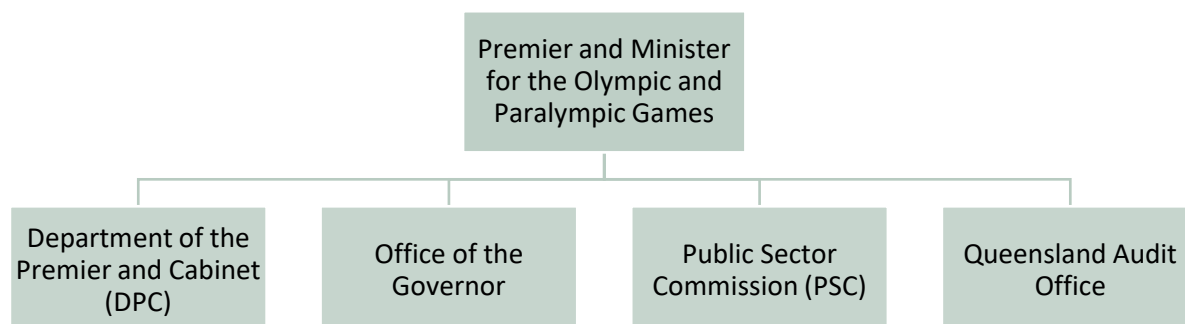 Premier and Minister
for the Olympic and
Paralympic Games
Department of the
Premier and Cabinet
(DPC)
Office of the
Governor
Public Sector
Commission (PSC)
Queensland Audit
Office